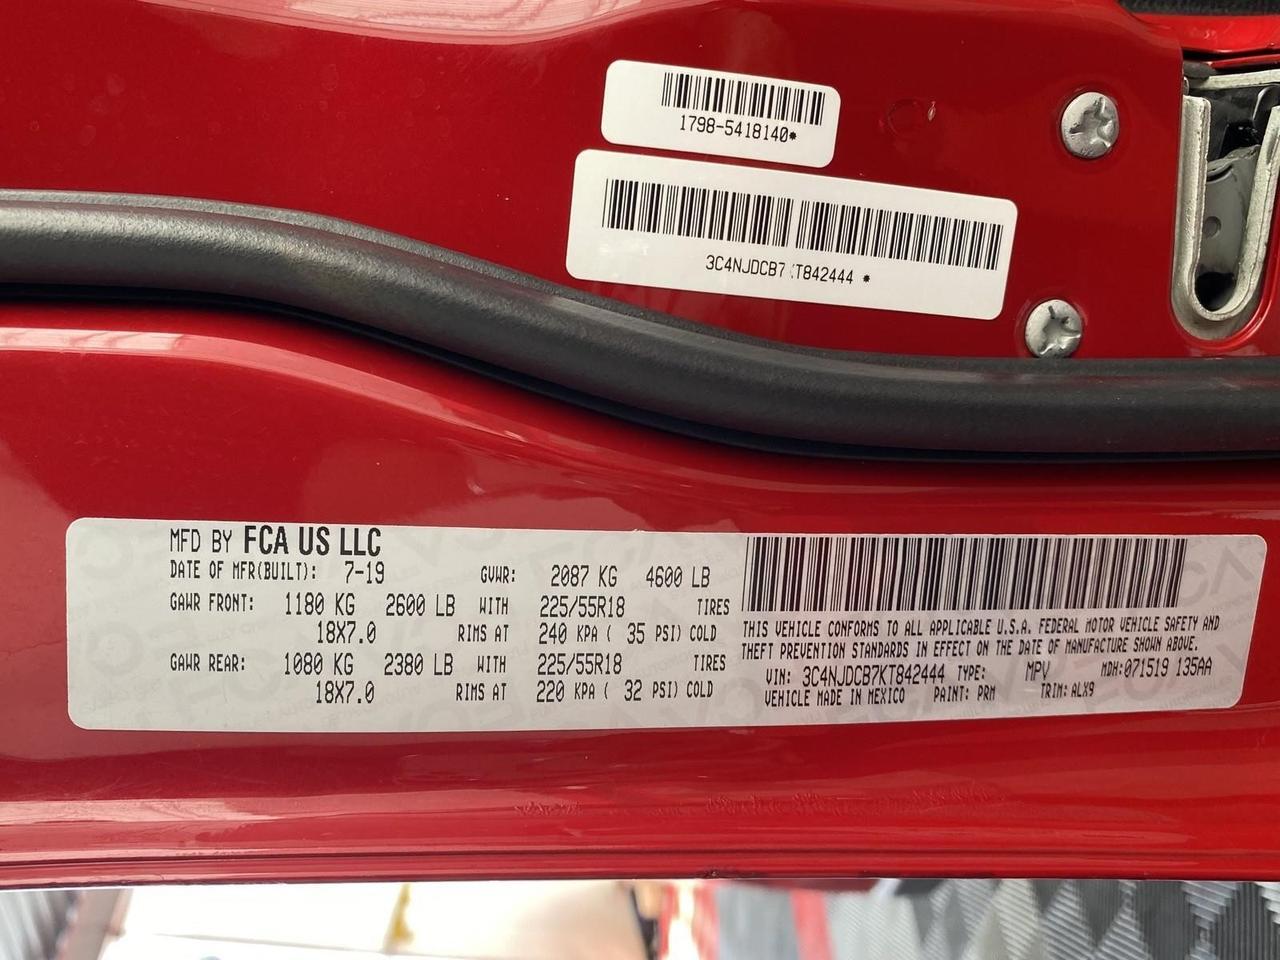 1798-5418140*
3C4NJDCB7 T842444 *
MFD BY FCA US LLC
DATE OF MFR(BUILT): 7-19 GVWR: 2087 KG 4600 LB
GAWR FRONT: 1180 KG 2600 LB WITH 225/55R18 TIRES
18X7.0 RIMS AT 240 KPA ( 35 PSI) COLD
GAWR REAR: 1080 KG 2380 LB WITH 225/55R18 TIRES
18X7.0 RIMS AT 220 KPA ( 32 PSI) COLD
THIS VEHICLE CONFORMS TO ALL APPLICABLE U.S.A. FEDERAL MOTOR VEHICLE SAFETY AND
THEFT PREVENTION STANDARDS IN EFFECT ON THE DATE OF MANUFACTURE SHOWN ABOVE.
VIN: 3C4NJDCB7KT842444 TYPE: MPV MDH:071519 135AA
VEHICLE MADE IN MEXICO PAINT: PRM TRIM: ALX9